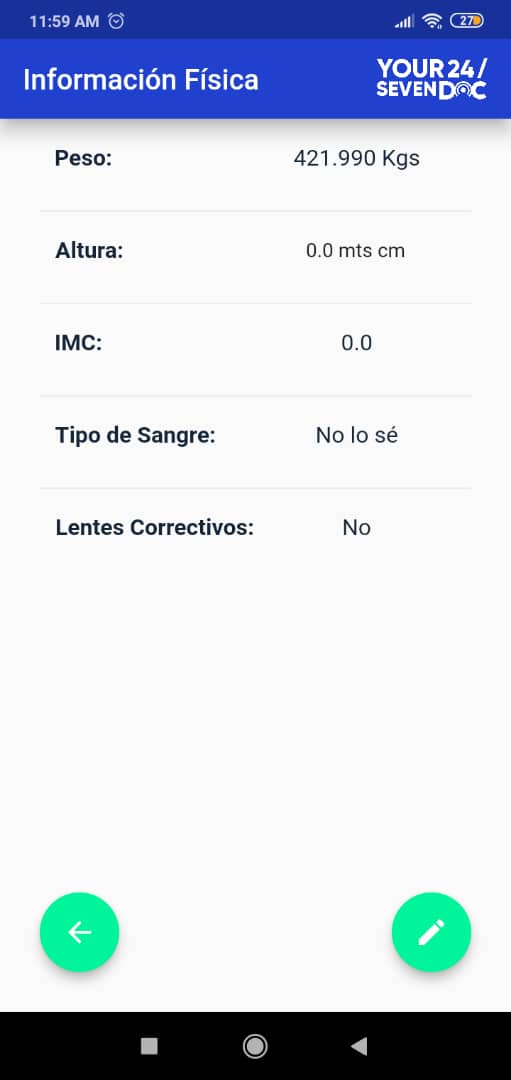 11:59 AM 27
Información Física
YOUR 24/
SEVEN DOC
Peso: 421.990 Kgs
Altura: 0.0 mts cm
IMC: 0.0
Tipo de Sangre: No lo sé
Lentes Correctivos: No